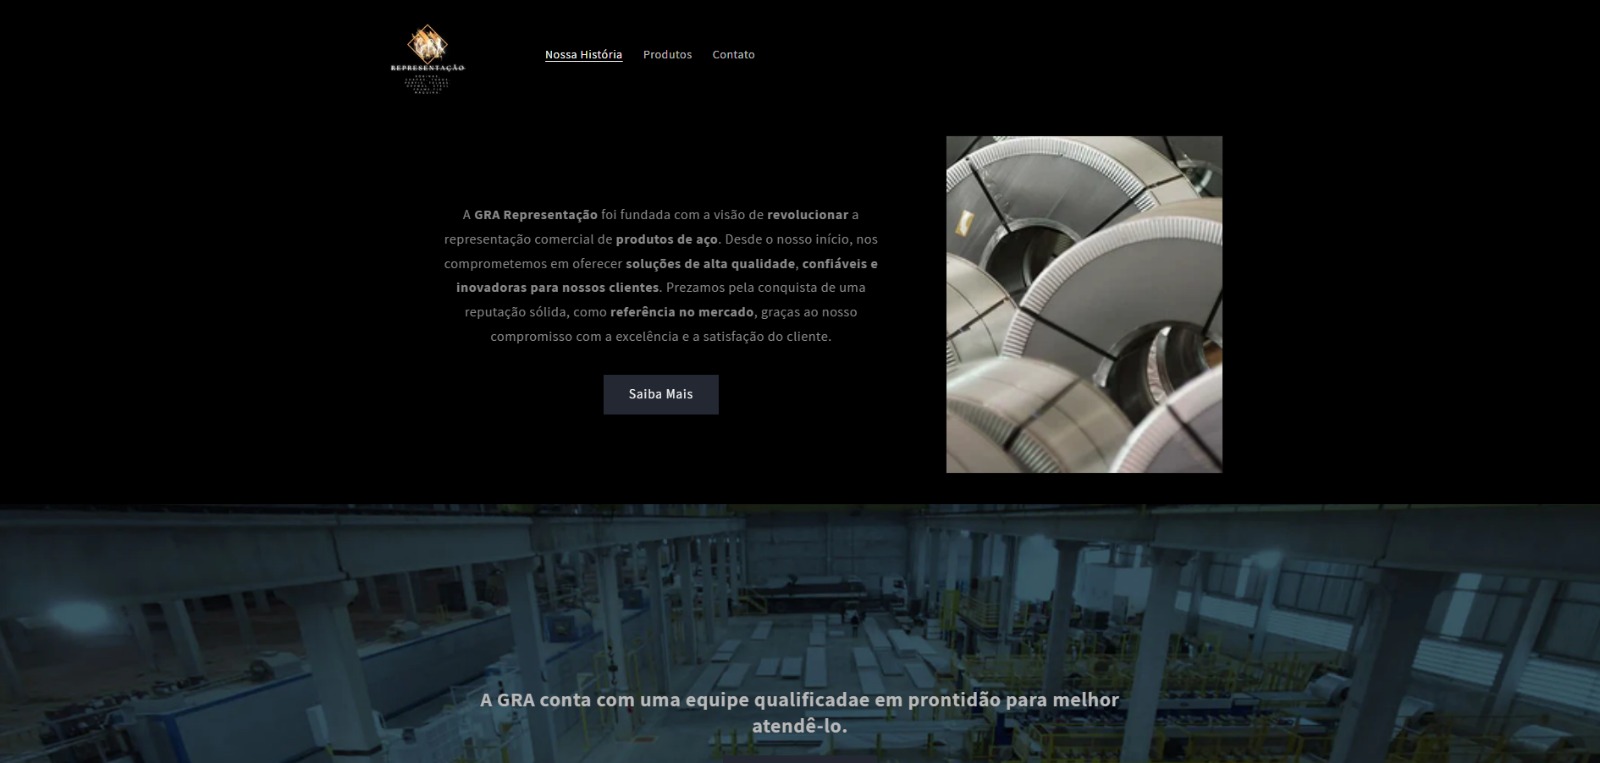 REPRESENTAÇÃO
Nossa História Produtos Contato
A GRA Representação foi fundada com a visão de revolucionar a
representação comercial de produtos de aço. Desde o nosso início, nos
comprometemos em oferecer soluções de alta qualidade, confiáveis e
inovadoras para nossos clientes. Prezamos pela conquista de uma
reputação sólida, como referência no mercado, graças ao nosso
compromisso com a excelência e a satisfação do cliente.
Saiba Mais
A GRA conta com uma equipe qualificadae em prontidão para melhor
atendê-lo.